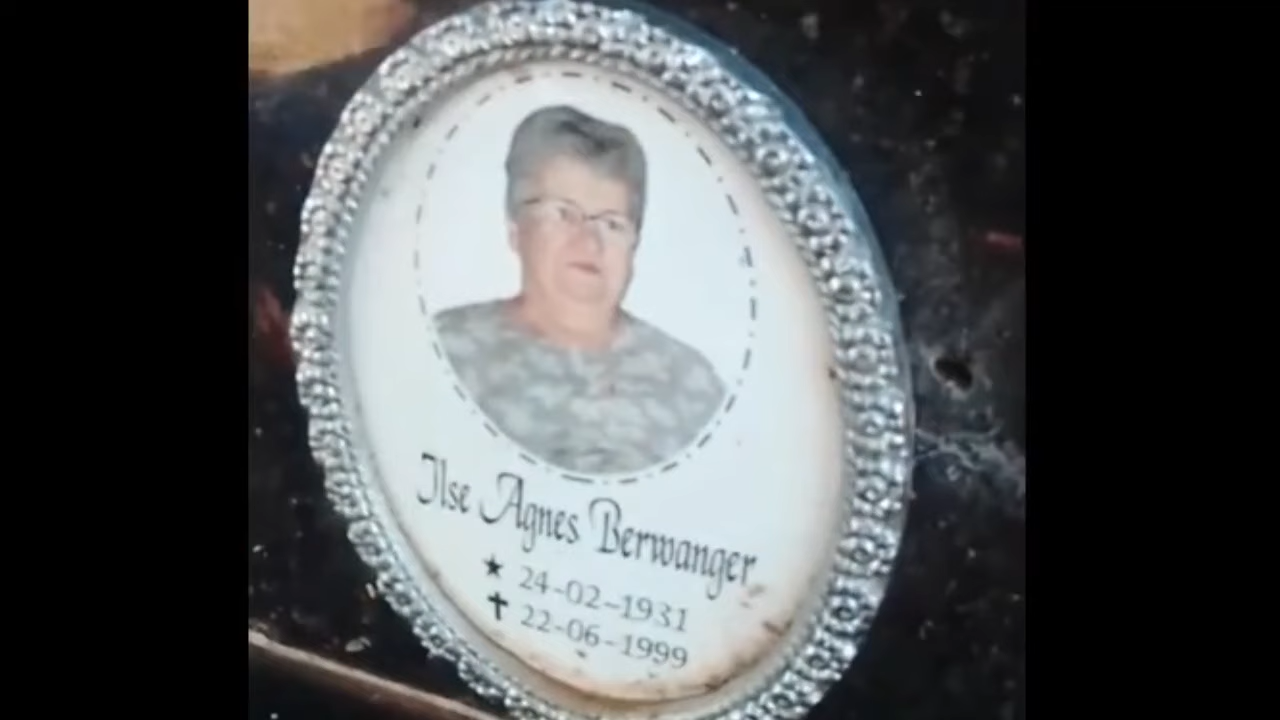 Ilse Agnes Berwanger
★ 24-02-1931
✝ 22-06-1999